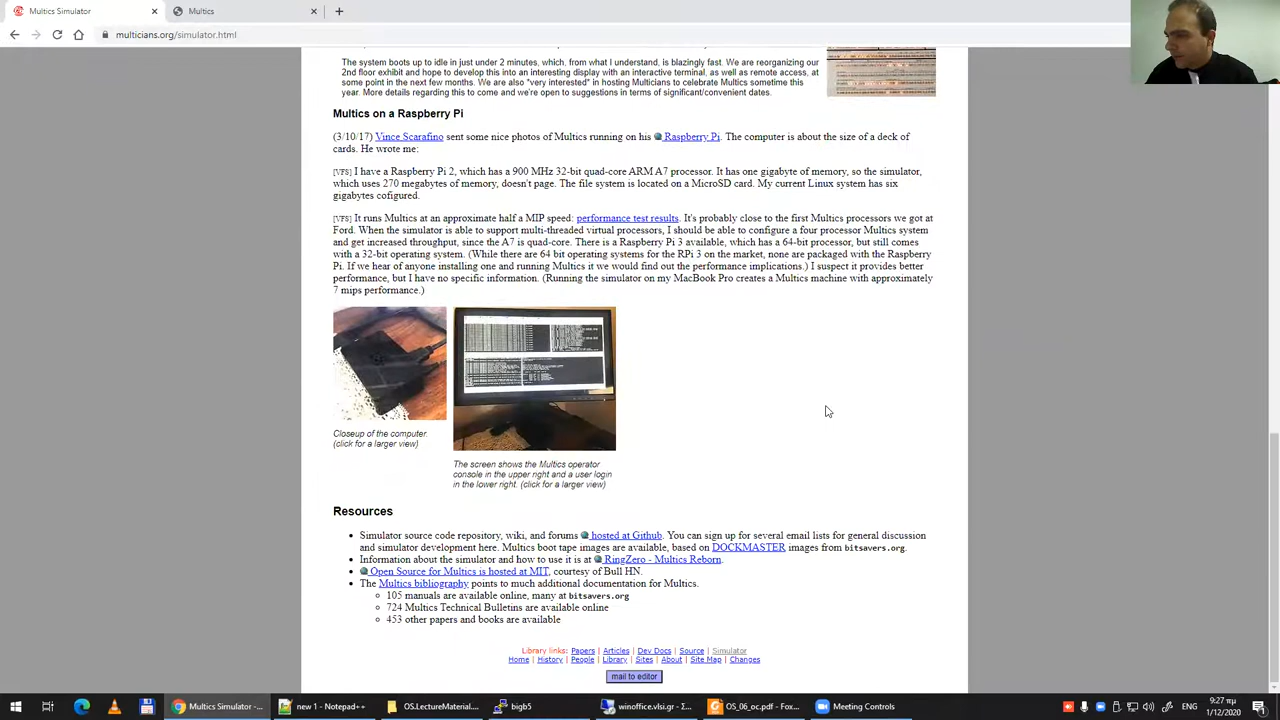 Multics Simulator
Multics
multicians.org/simulator.html
The system boots up to idle in just under 2 minutes, which, from what I understand, is blazingly fast. We are reorganizing our
2nd floor exhibit and hope to develop this into an interesting display with an interactive terminal, as well as remote access, at
some point in the next few months. We are also "very interested" in hosting Multicians to celebrate Multics sometime this
year. More details regarding this to come and we're open to suggestions in terms of significant/convenient dates.
Multics on a Raspberry Pi
(3/10/17) Vince Scarafino sent some nice photos of Multics running on his Raspberry Pi. The computer is about the size of a deck of
cards. He wrote me:
[VFS] I have a Raspberry Pi 2, which has a 900 MHz 32-bit quad-core ARM A7 processor. It has one gigabyte of memory, so the simulator,
which uses 270 megabytes of memory, doesn't page. The file system is located on a MicroSD card. My current Linux system has six
gigabytes cofigured.
[VFS] It runs Multics at an approximate half a MIP speed: performance test results. It's probably close to the first Multics processors we got at
Ford. When the simulator is able to support multi-threaded virtual processors, I should be able to configure a four processor Multics system
and get increased throughput, since the A7 is quad-core. There is a Raspberry Pi 3 available, which has a 64-bit processor, but still comes
with a 32-bit operating system. (While there are 64 bit operating systems for the RPi 3 on the market, none are packaged with the Raspberry
Pi. If we hear of anyone installing one and running Multics it we would find out the performance implications.) I suspect it provides better
performance, but I have no specific information. (Running the simulator on my MacBook Pro creates a Multics machine with approximately
7 mips performance.)
Closeup of the computer.
(click for a larger view)
The screen shows the Multics operator
console in the upper right and a user login
in the lower right. (click for a larger view)
Resources
Simulator source code repository, wiki, and forums hosted at Github. You can sign up for several email lists for general discussion
and simulator development here. Multics boot tape images are available, based on DOCKMASTER images from bitsavers.org.
Information about the simulator and how to use it is at RingZero - Multics Reborn.
Open Source for Multics is hosted at MIT, courtesy of Bull HN.
The Multics bibliography points to much additional documentation for Multics.
105 manuals are available online, many at bitsavers.org
724 Multics Technical Bulletins are available online
453 other papers and books are available
Library links: Papers | Articles | Dev Docs | Source | Simulator
Home | History | People | Library | Sites | About | Site Map | Changes
mail to editor
Multics Simulator -...
new 1 - Notepad++
OS.LectureMaterial...
bigb5
winoffice.vlsi.gr - Σ...
OS_06_oc.pdf - Fox...
Meeting Controls
ENG
9:27 πμ
1/12/2020